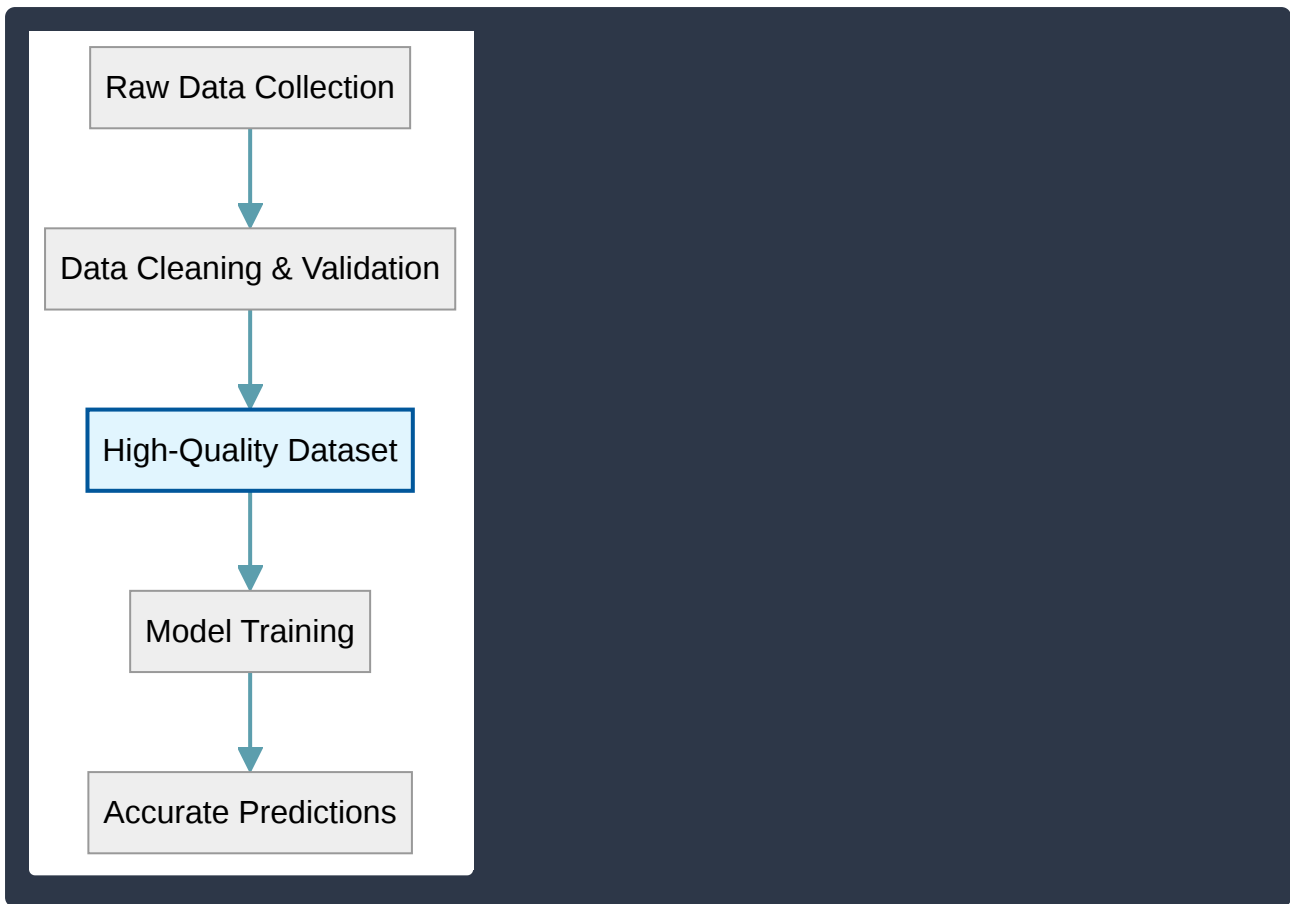 Raw Data Collection
Data Cleaning & Validation
High-Quality Dataset
Model Training
Accurate Predictions